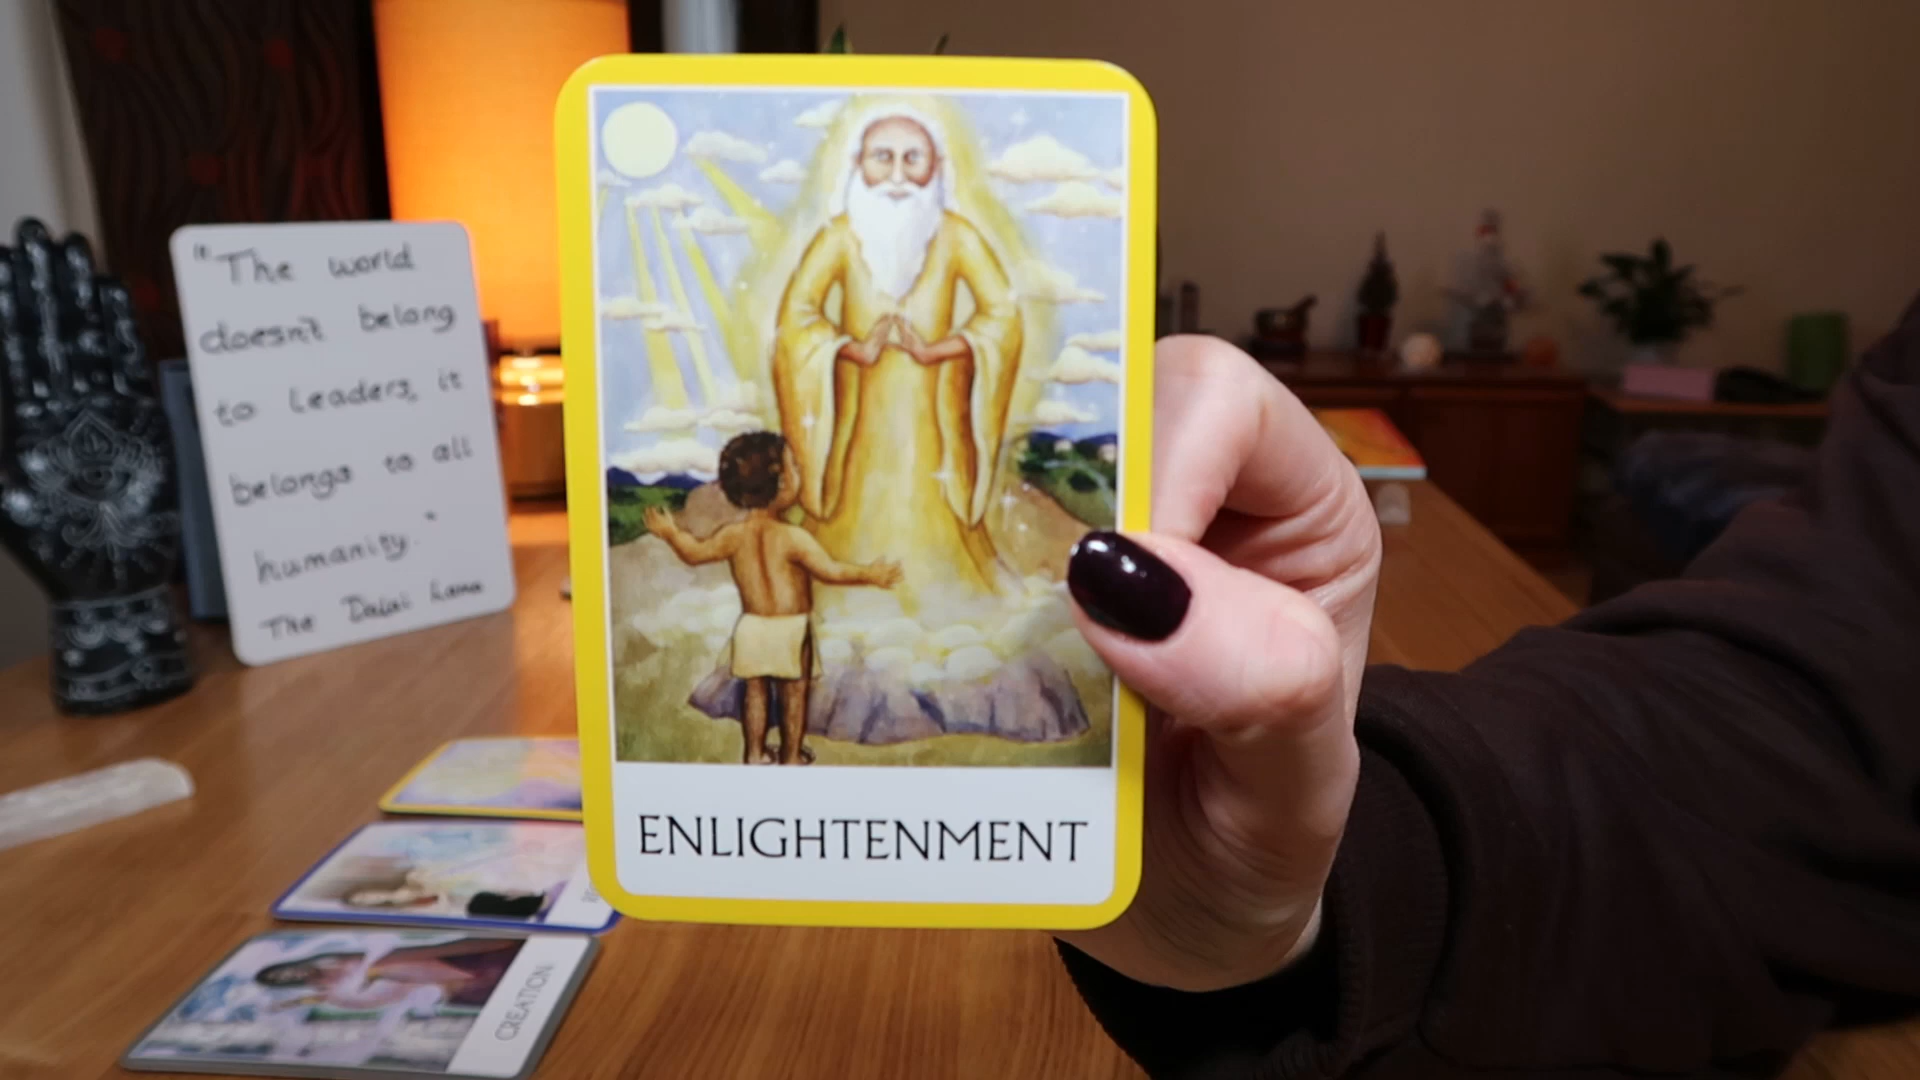 "The world
doesn't belong
to Leaders, it
belongs to all
humanity."
The Dalai Lama
ENLIGHTENMENT
CREATION